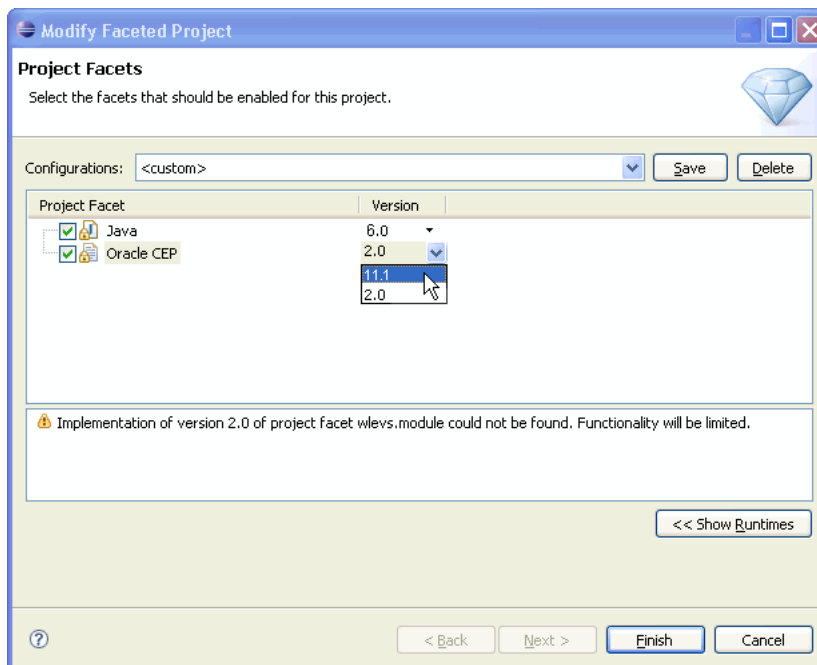 Modify Faceted Project
Project Facets
Select the facets that should be enabled for this project.
Configurations: <custom> Save Delete
Project Facet Version
Java 6.0
Oracle CEP 2.0
11.1
2.0
Implementation of version 2.0 of project facet wlevs.module could not be found. Functionality will be limited.
<< Show Runtimes
? < Back Next > Finish Cancel